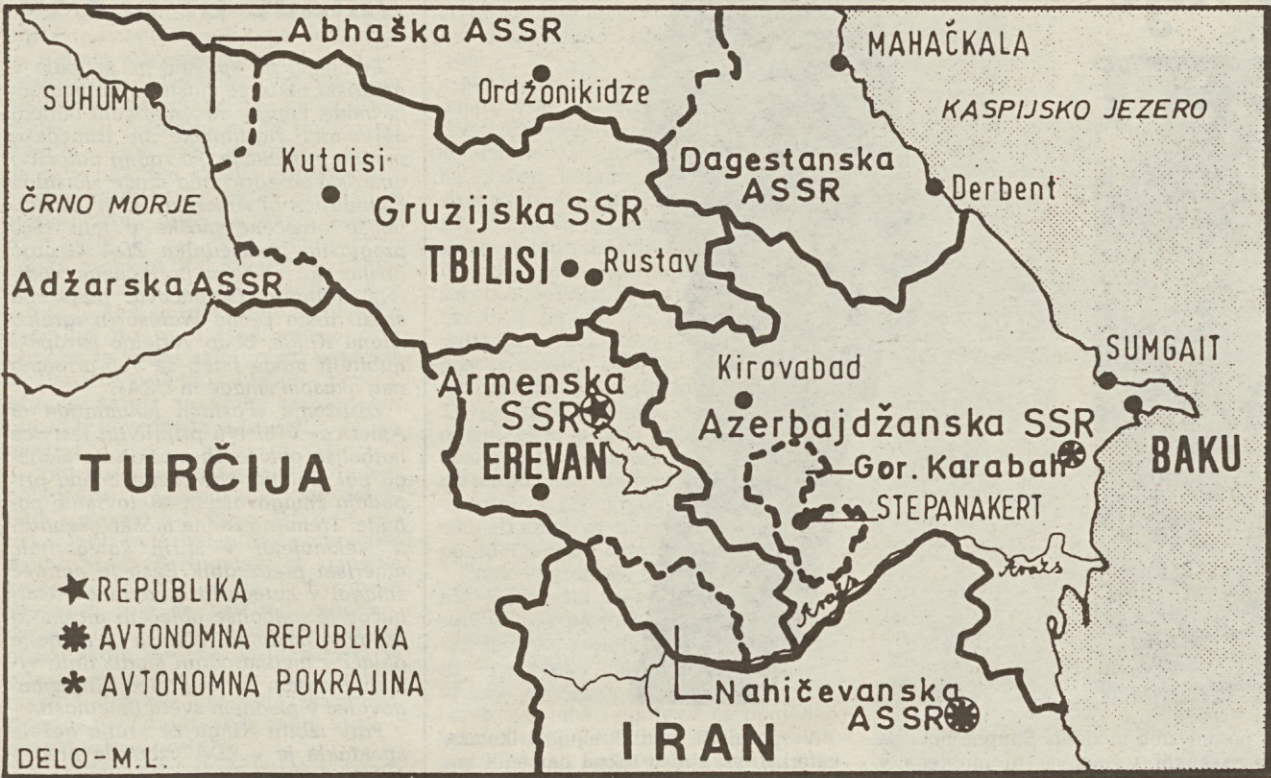 Abhaška ASSR
MAHAČKALA
SUHUMI
Ordžonikidze
KASPIJSKO JEZERO
Kutaisi
Dagestanska
ASSR
Derbent
ČRNO MORJE
Gruzijska SSR
TBILISI
Rustav
Adžarska ASSR
SUMGAIT
Kirovabad
Armenska
SSR
Azerbajdžanska SSR
BAKU
TURČIJA
EREVAN
Gor. Karabah
STEPANAKERT
Araks
Araks
REPUBLIKA
AVTONOMNA REPUBLIKA
AVTONOMNA POKRAJINA
Nahičevanska
ASSR
IRAN
DELO-M.L.